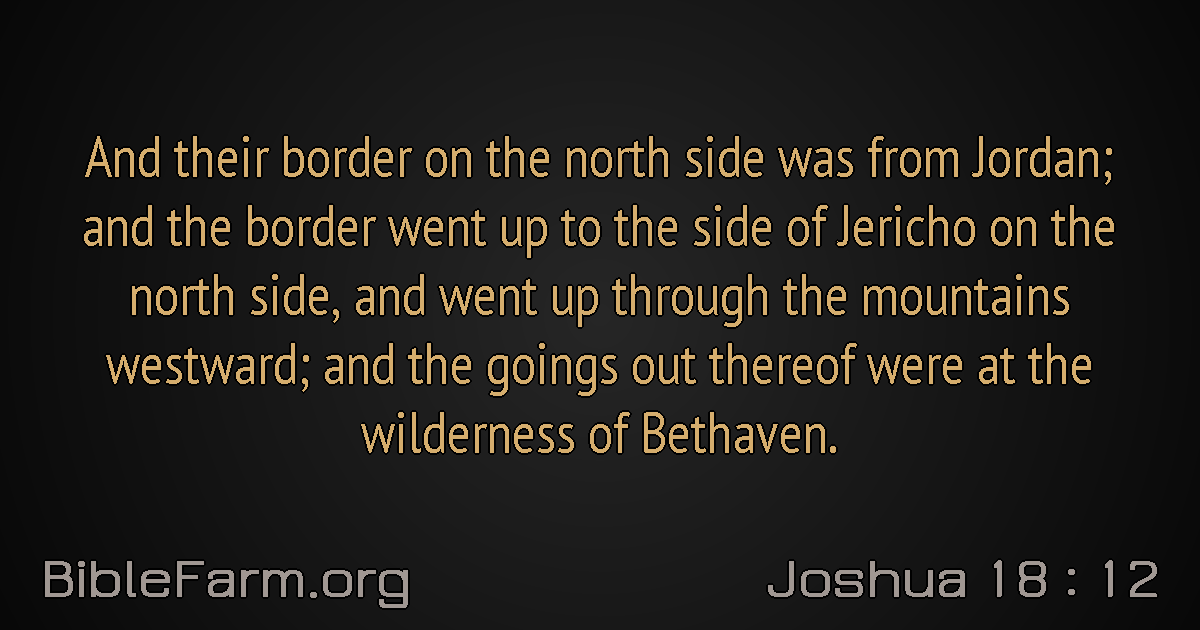 And their border on the north side was from Jordan;
and the border went up to the side of Jericho on the
north side, and went up through the mountains
westward; and the goings out thereof were at the
wilderness of Bethaven.
BibleFarm.org
Joshua 18 : 12